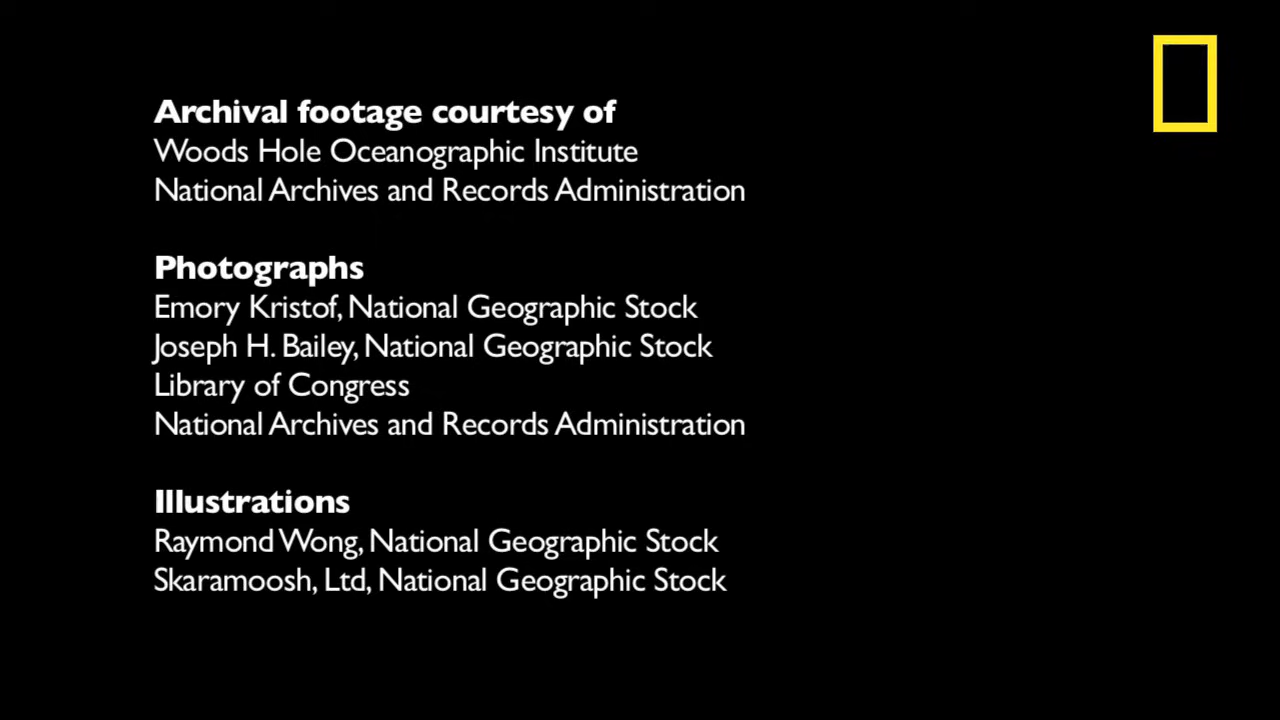 Archival footage courtesy of
Woods Hole Oceanographic Institute
National Archives and Records Administration
Photographs
Emory Kristof, National Geographic Stock
Joseph H. Bailey, National Geographic Stock
Library of Congress
National Archives and Records Administration
Illustrations
Raymond Wong, National Geographic Stock
Skaramoosh, Ltd, National Geographic Stock